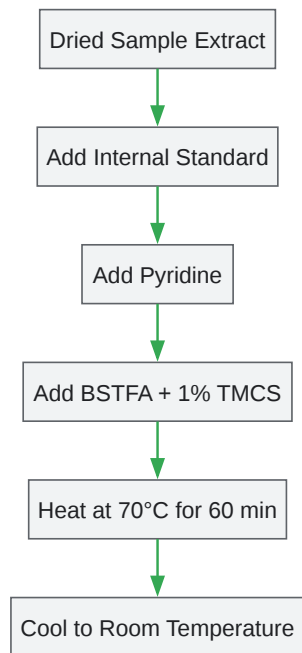 Dried Sample Extract
Add Internal Standard
Add Pyridine
Add BSTFA + 1% TMCS
Heat at 70°C for 60 min
Cool to Room Temperature